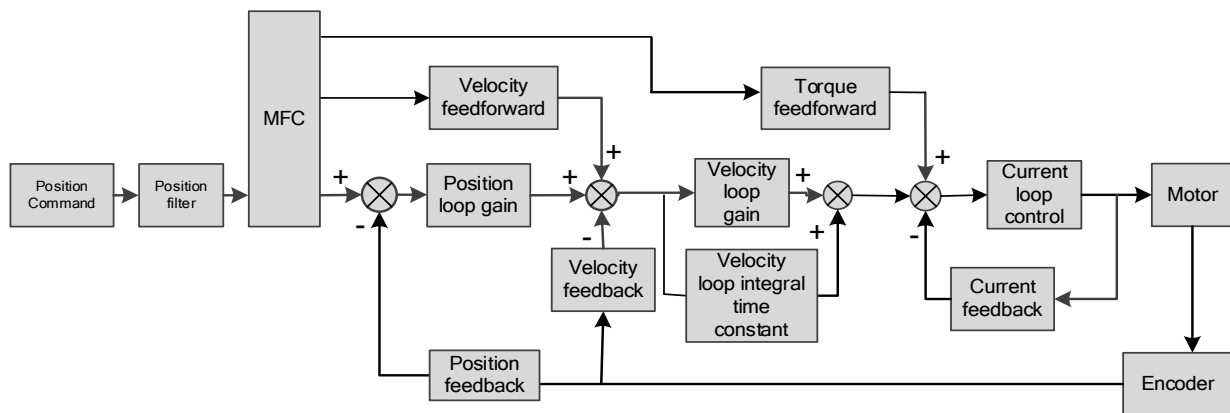 Position
Command
Position
filter
MFC
Velocity
feedforward
Torque
feedforward
+
-
Position
loop gain
+
+
-
Velocity
feedback
Velocity
loop
gain
+
+
Velocity
loop integral
time
constant
+
-
Current
loop
control
Current
feedback
Motor
Position
feedback
Encoder